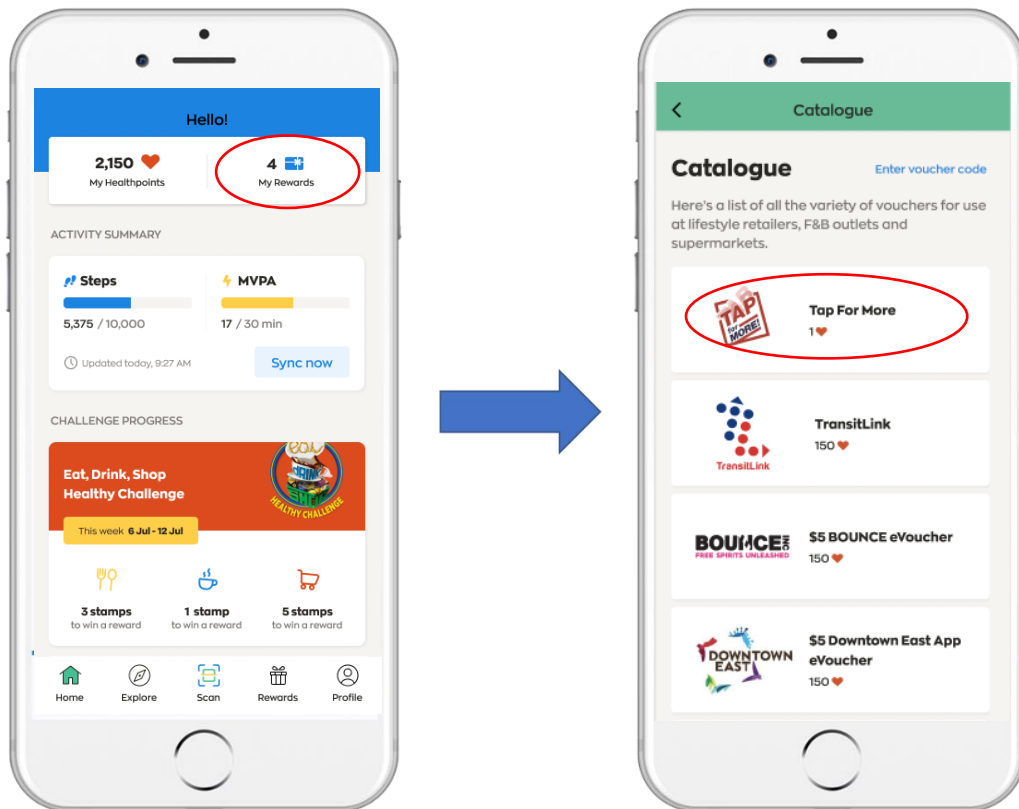 Hello!
2,150
My Healthpoints
4
My Rewards
ACTIVITY SUMMARY
Steps
5,375 / 10,000
MVPA
17 / 30 min
Updated today, 9:27 AM
Sync now
CHALLENGE PROGRESS
Eat, Drink, Shop
Healthy Challenge
eat
DRINK
SHOP
HEALTHY CHALLENGE
This week 6 Jul - 12 Jul
3 stamps
to win a reward
1 stamp
to win a reward
5 stamps
to win a reward
Home
Explore
Scan
Rewards
Profile
Catalogue
Catalogue
Enter voucher code
Here's a list of all the variety of vouchers for use
at lifestyle retailers, F&B outlets and
supermarkets.
TAP
for
MORE!
Tap For More
1
TransitLink
TransitLink
150
BOUNCE INC
FREE SPIRITS UNLEASHED
$5 BOUNCE eVoucher
150
DOWNTOWN
EAST
$5 Downtown East App
eVoucher
150